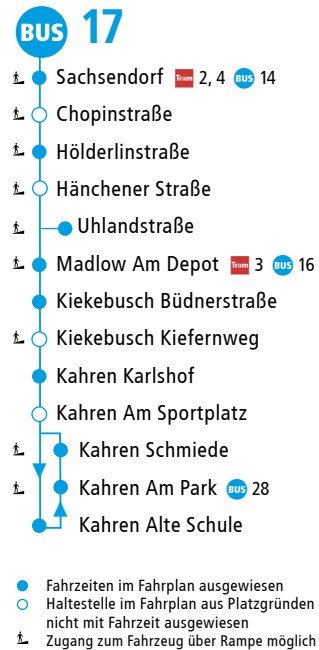 BUS 17
Sachsendorf Tram 2, 4 BUS 14
Chopinstraße
Hölderlinstraße
Hänchener Straße
Uhlandstraße
Madlow Am Depot Tram 3 BUS 16
Kiekebusch Büdnerstraße
Kiekebusch Kiefernweg
Kahren Karlshof
Kahren Am Sportplatz
Kahren Schmiede
Kahren Am Park BUS 28
Kahren Alte Schule
Fahrzeiten im Fahrplan ausgewiesen
Haltestelle im Fahrplan aus Platzgründen
nicht mit Fahrzeit ausgewiesen
Zugang zum Fahrzeug über Rampe möglich